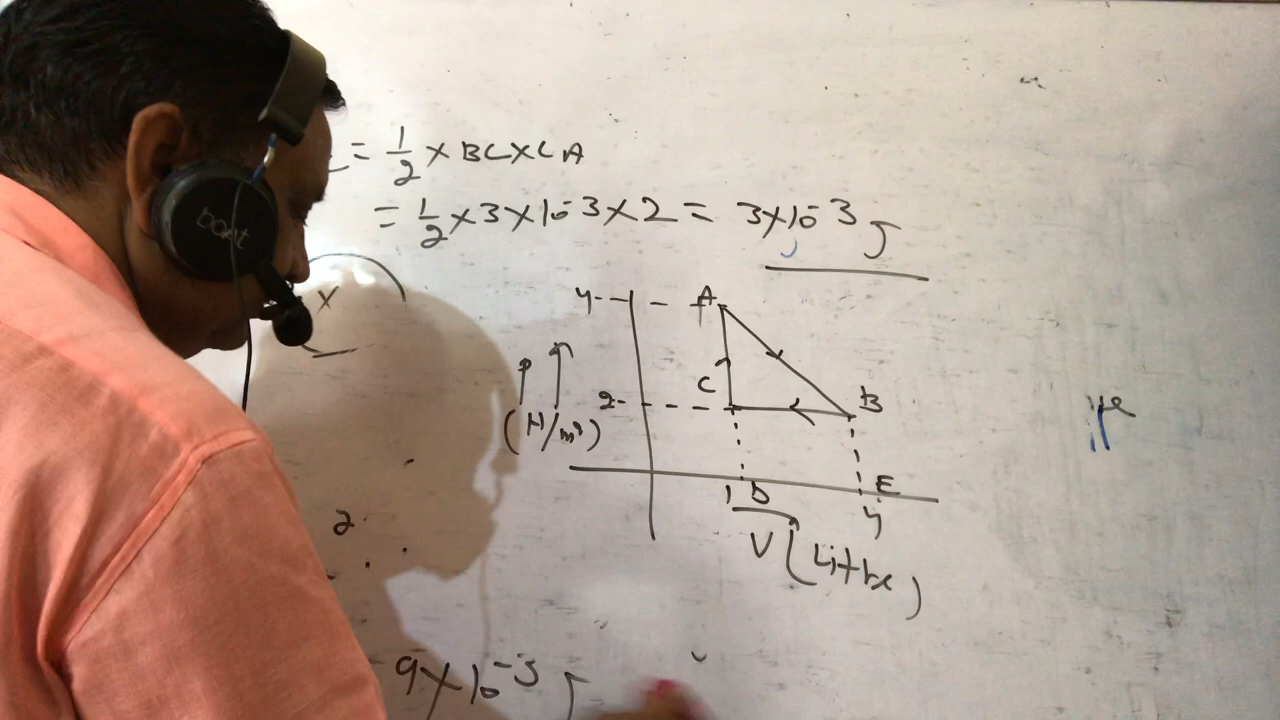 = 1/2 × BC × CA
= 1/2 × 3 × 10^-3 × 2 = 3 × 10^-3 J
boat
x
4
A
P
C
2
B
(N/m²)
1 D
E
4
2
V (Litre)
9 × 10^-3 J